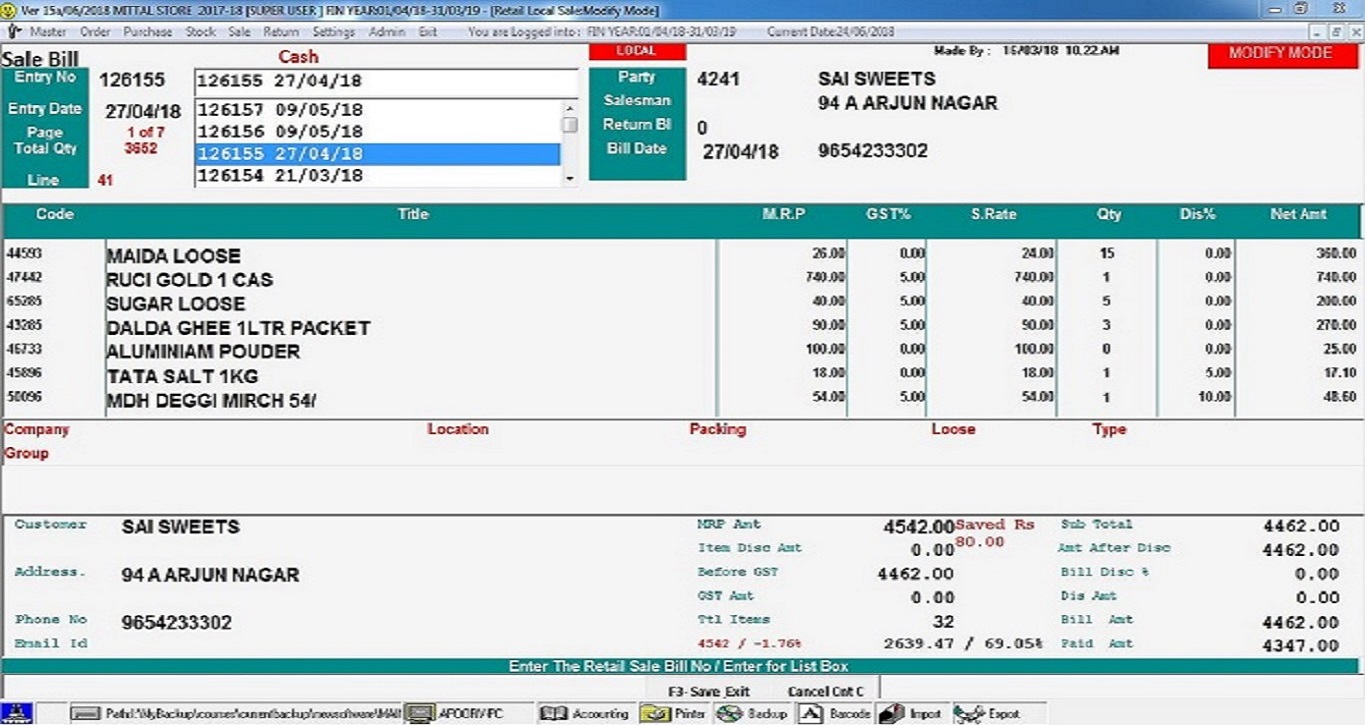 Ver 15a/06/2018 MITTAL STORE 2017-18 [SUPER USER ] FIN YEAR:01/04/18-31/03/19 - [Retail Local Sale:Modify Mode]
Master Order Purchase Stock Sale Return Settings Admin Exit You are Logged into : FIN YEAR:01/04/18-31/03/19 Current Date:24/06/2018
Sale Bill Cash LOCAL Made By : 16/03/18 10.22.AM MODIFY MODE
Entry No 126155 126155 27/04/18 Party 4241 SAI SWEETS
Entry Date 27/04/18 126157 09/05/18 Salesman 94 A ARJUN NAGAR
Page 1 of 7 126156 09/05/18 Return Bl 0
Total Qty 3652 126155 27/04/18 Bill Date 27/04/18 9654233302
Line 41 126154 21/03/18
Code Title M.R.P GST% S.Rate Qty Dis% Net Amt
44593 MAIDA LOOSE 26.00 0.00 24.00 15 0.00 360.00
47442 RUCI GOLD 1 CAS 740.00 5.00 740.00 1 0.00 740.00
65285 SUGAR LOOSE 40.00 5.00 40.00 5 0.00 200.00
43285 DALDA GHEE 1LTR PACKET 90.00 5.00 90.00 3 0.00 270.00
46733 ALUMINIAM POUDER 100.00 0.00 100.00 0 0.00 25.00
45896 TATA SALT 1KG 18.00 0.00 18.00 1 5.00 17.10
50096 MDH DEGGI MIRCH 54/ 54.00 5.00 54.00 1 10.00 48.60
Company Location Packing Loose Type
Group
Customer SAI SWEETS MRP Amt 4542.00 Saved Rs Sub Total 4462.00
Item Disc Amt 0.00 80.00 Amt After Disc 4462.00
Address. 94 A ARJUN NAGAR Before GST 4462.00 Bill Disc % 0.00
GST Amt 0.00 Dis Amt 0.00
Phone No 9654233302 Ttl Items 32 Bill Amt 4462.00
Email Id 4542 / -1.76% 2639.47 / 69.05% Paid Amt 4347.00
Enter The Retail Sale Bill No / Enter for List Box
F3- Save ,Exit Cancel Cnt C
APOORV-PC Accounting Printer Backup Barcode Import Export